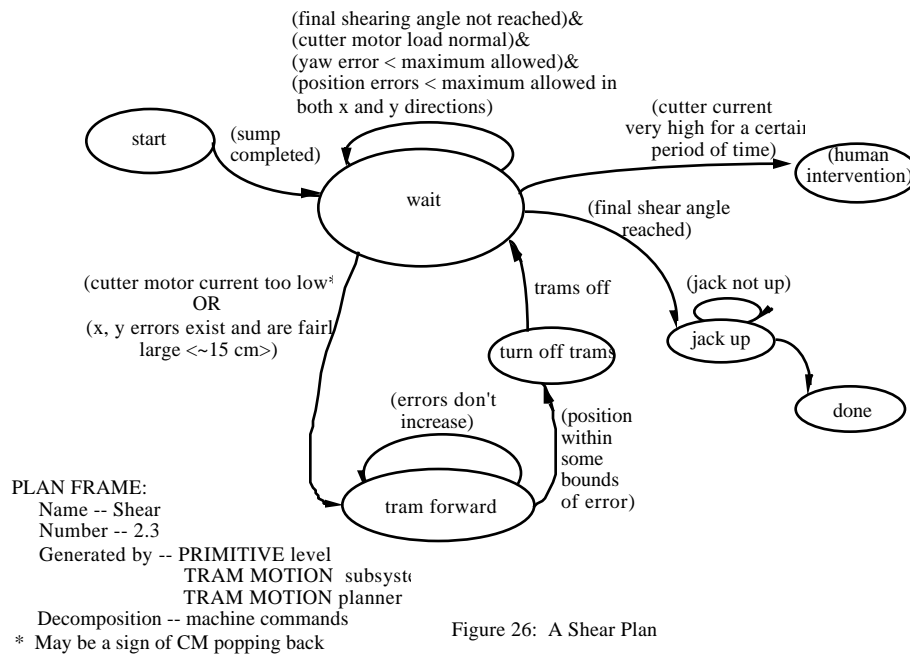 (final shearing angle not reached)&
(cutter motor load normal)&
(yaw error < maximum allowed)&
(position errors < maximum allowed in
both x and y directions)
start
(sump
completed)
wait
(cutter current
very high for a certain
period of time)
(human
intervention)
(final shear angle
reached)
(cutter motor current too low*
OR
(x, y errors exist and are fairl
large <~15 cm>)
trams off
(jack not up)
jack up
turn off trams
done
(errors don't
increase)
(position
within
some
bounds
of error)
tram forward
PLAN FRAME:
Name -- Shear
Number -- 2.3
Generated by -- PRIMITIVE level
TRAM MOTION subsyste
TRAM MOTION planner
Decomposition -- machine commands
* May be a sign of CM popping back
Figure 26: A Shear Plan